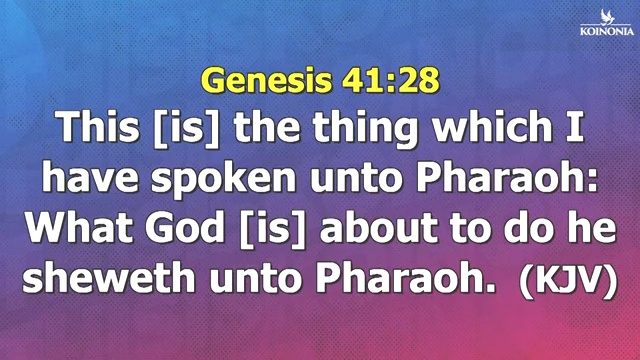 KOINONIA
Genesis 41:28
This [is] the thing which I
have spoken unto Pharaoh:
What God [is] about to do he
sheweth unto Pharaoh. (KJV)